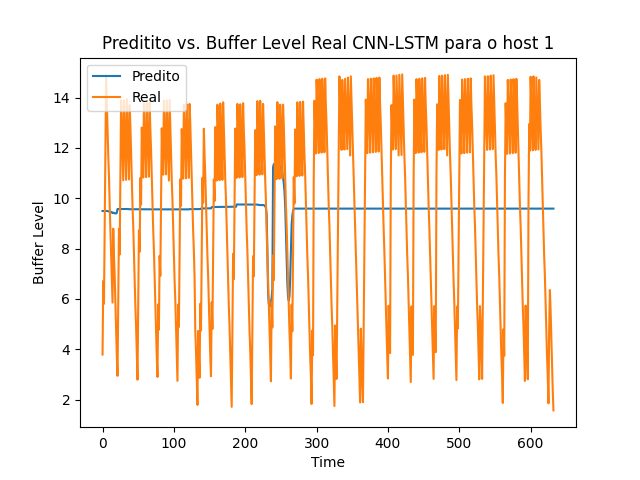 Preditito vs. Buffer Level Real CNN-LSTM para o host 1
Predito
Real
Buffer Level
14
12
10
8
6
4
2
0 100 200 300 400 500 600
Time